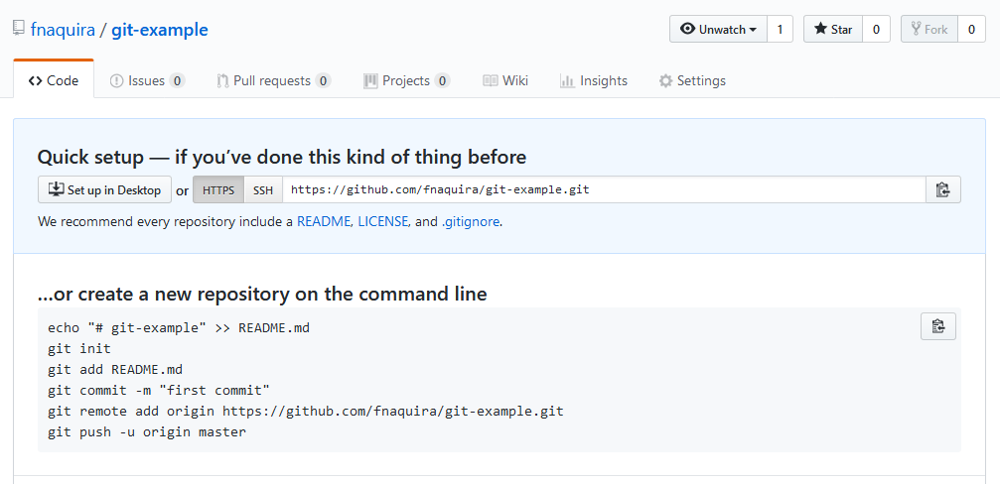 fnaquira / git-example
Unwatch 1 Star 0 Fork 0
Code Issues 0 Pull requests 0 Projects 0 Wiki Insights Settings
Quick setup — if you’ve done this kind of thing before
Set up in Desktop or HTTPS SSH https://github.com/fnaquira/git-example.git
We recommend every repository include a README, LICENSE, and .gitignore.
…or create a new repository on the command line
echo "# git-example" >> README.md
git init
git add README.md
git commit -m "first commit"
git remote add origin https://github.com/fnaquira/git-example.git
git push -u origin master